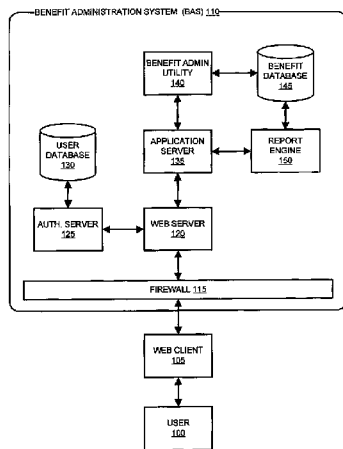 BENEFIT ADMINISTRATION SYSTEM (BAS) 110
BENEFIT ADMIN
UTILITY
140
BENEFIT
DATABASE
145
USER
DATABASE
130
APPLICATION
SERVER
135
REPORT
ENGINE
150
AUTH. SERVER
125
WEB SERVER
120
FIREWALL 115
WEB CLIENT
105
USER
100